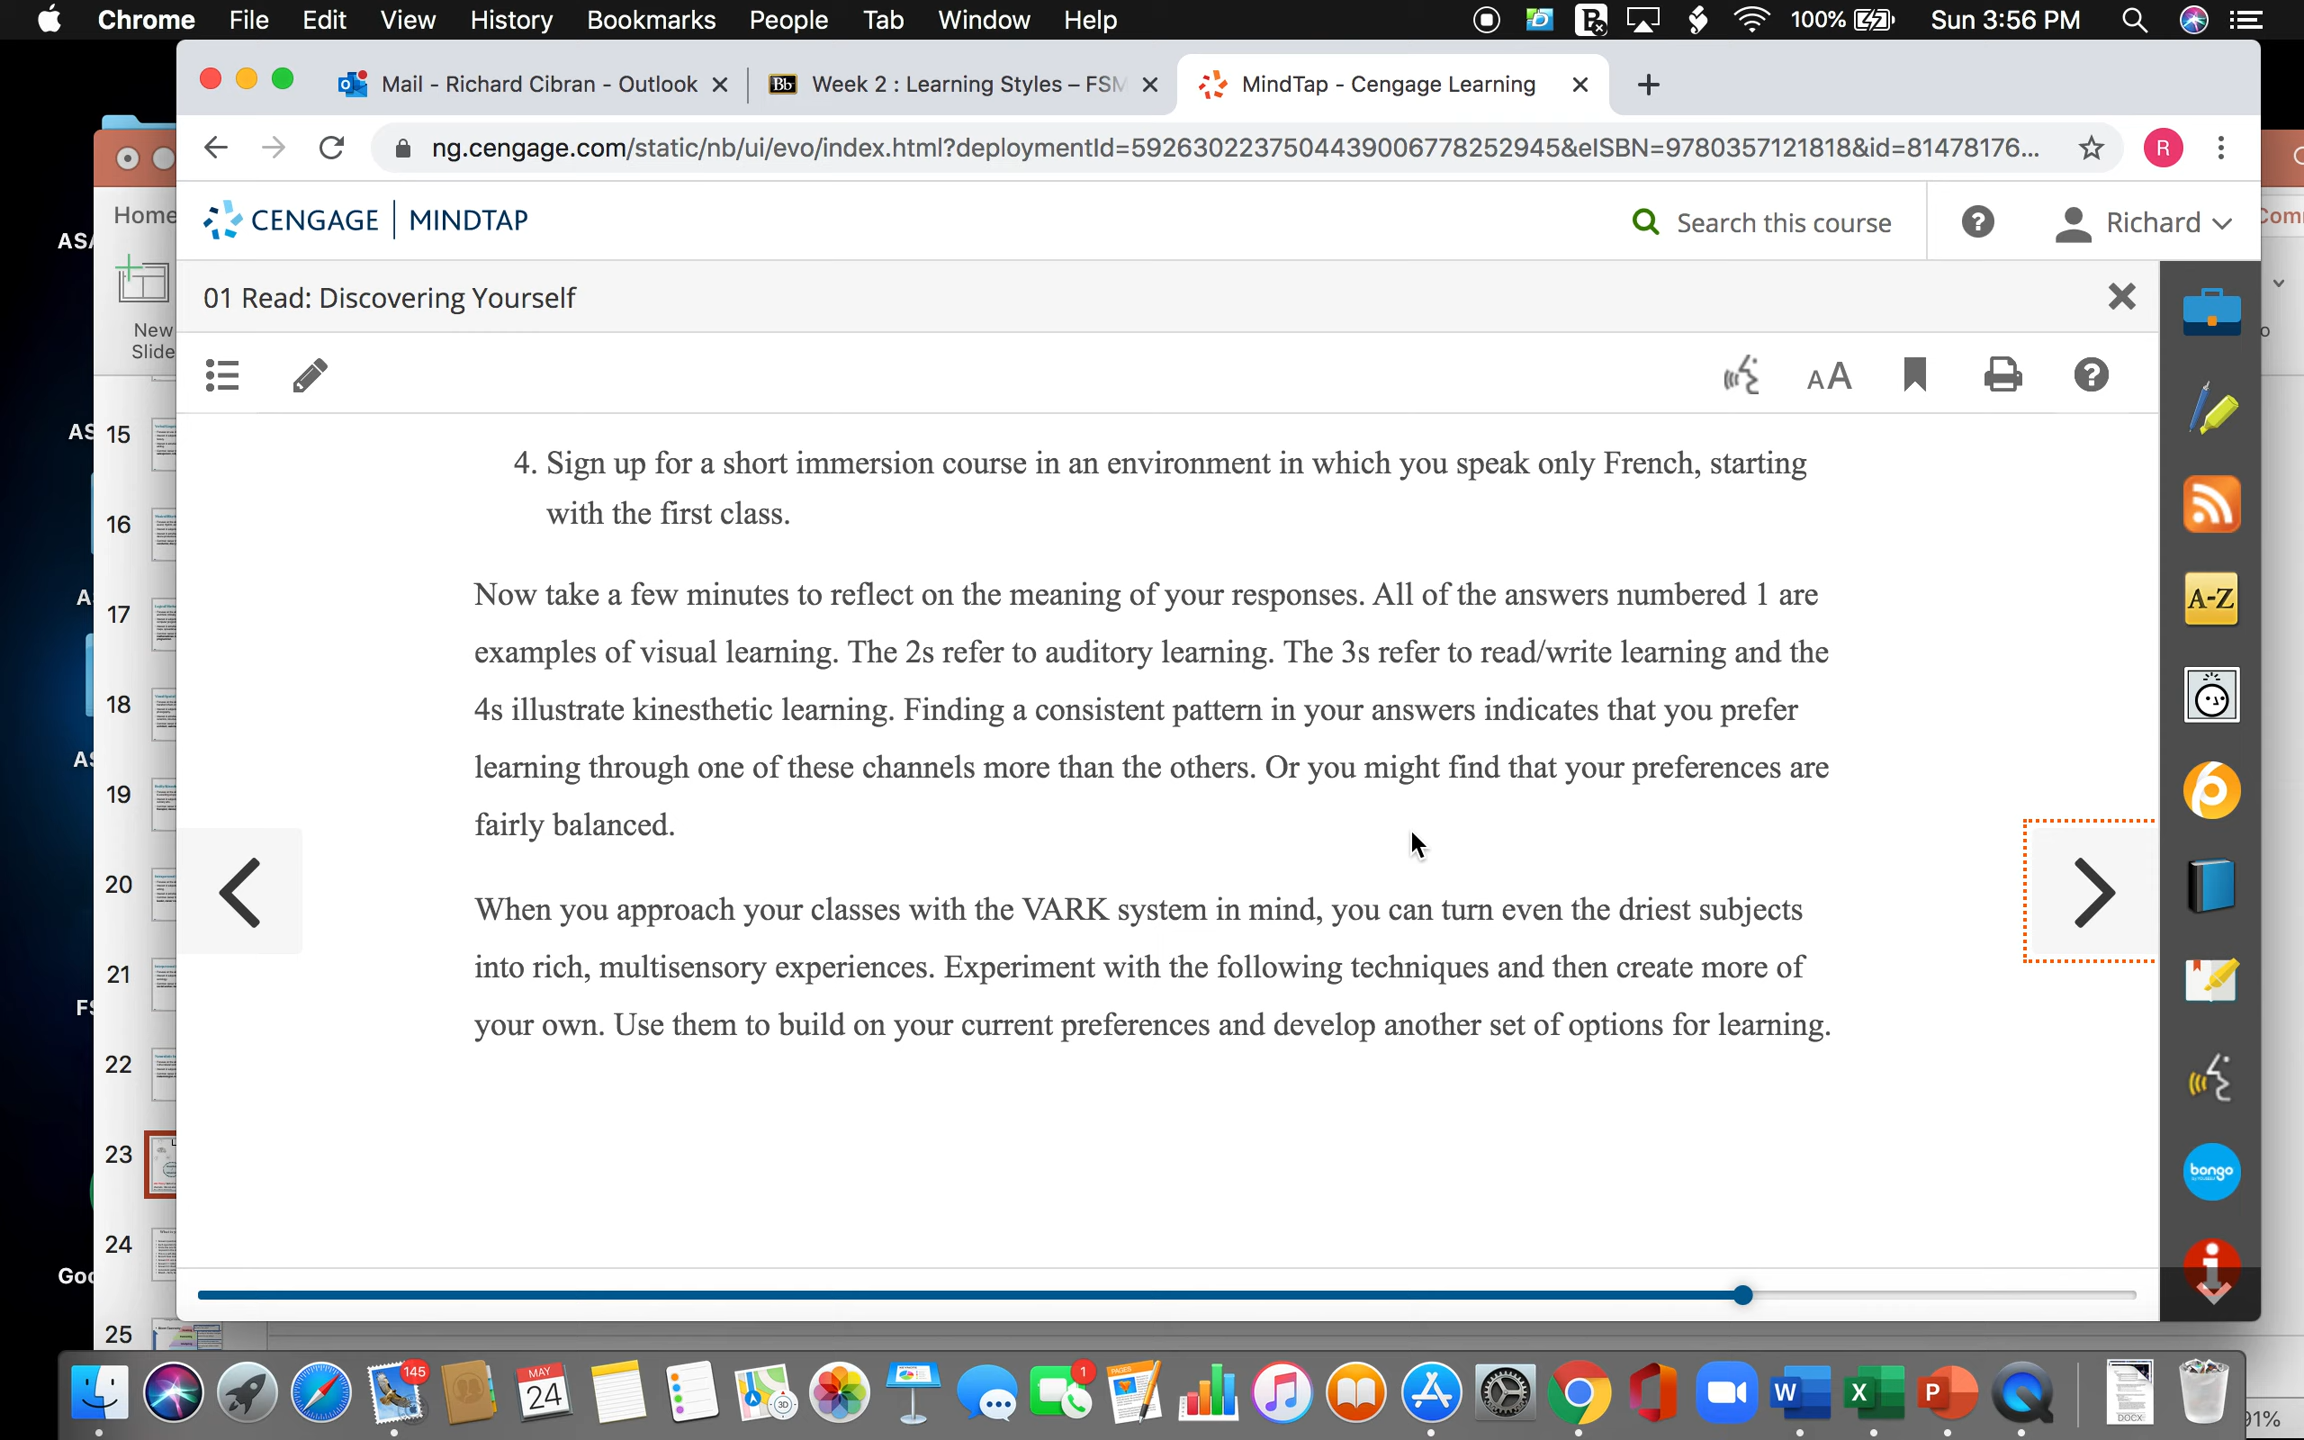 Chrome File Edit View History Bookmarks People Tab Window Help 100% Sun 3:56 PM
Mail - Richard Cibran - Outlook
Bb Week 2 : Learning Styles – FSM
MindTap - Cengage Learning
ng.cengage.com/static/nb/ui/evo/index.html?deploymentId=5926302237504439006778252945&eISBN=9780357121818&id=81478176...
R
Home
CENGAGE MINDTAP
Search this course
Richard
New
Slide
01 Read: Discovering Yourself
AA
4. Sign up for a short immersion course in an environment in which you speak only French, starting
with the first class.
Now take a few minutes to reflect on the meaning of your responses. All of the answers numbered 1 are
examples of visual learning. The 2s refer to auditory learning. The 3s refer to read/write learning and the
4s illustrate kinesthetic learning. Finding a consistent pattern in your answers indicates that you prefer
learning through one of these channels more than the others. Or you might find that your preferences are
fairly balanced.
When you approach your classes with the VARK system in mind, you can turn even the driest subjects
into rich, multisensory experiences. Experiment with the following techniques and then create more of
your own. Use them to build on your current preferences and develop another set of options for learning.
15
16
17
18
19
20
21
22
23
24
25
A-Z
bongo
145
MAY
24
3D
1
PAGES
W
X
P
DOCX
91%